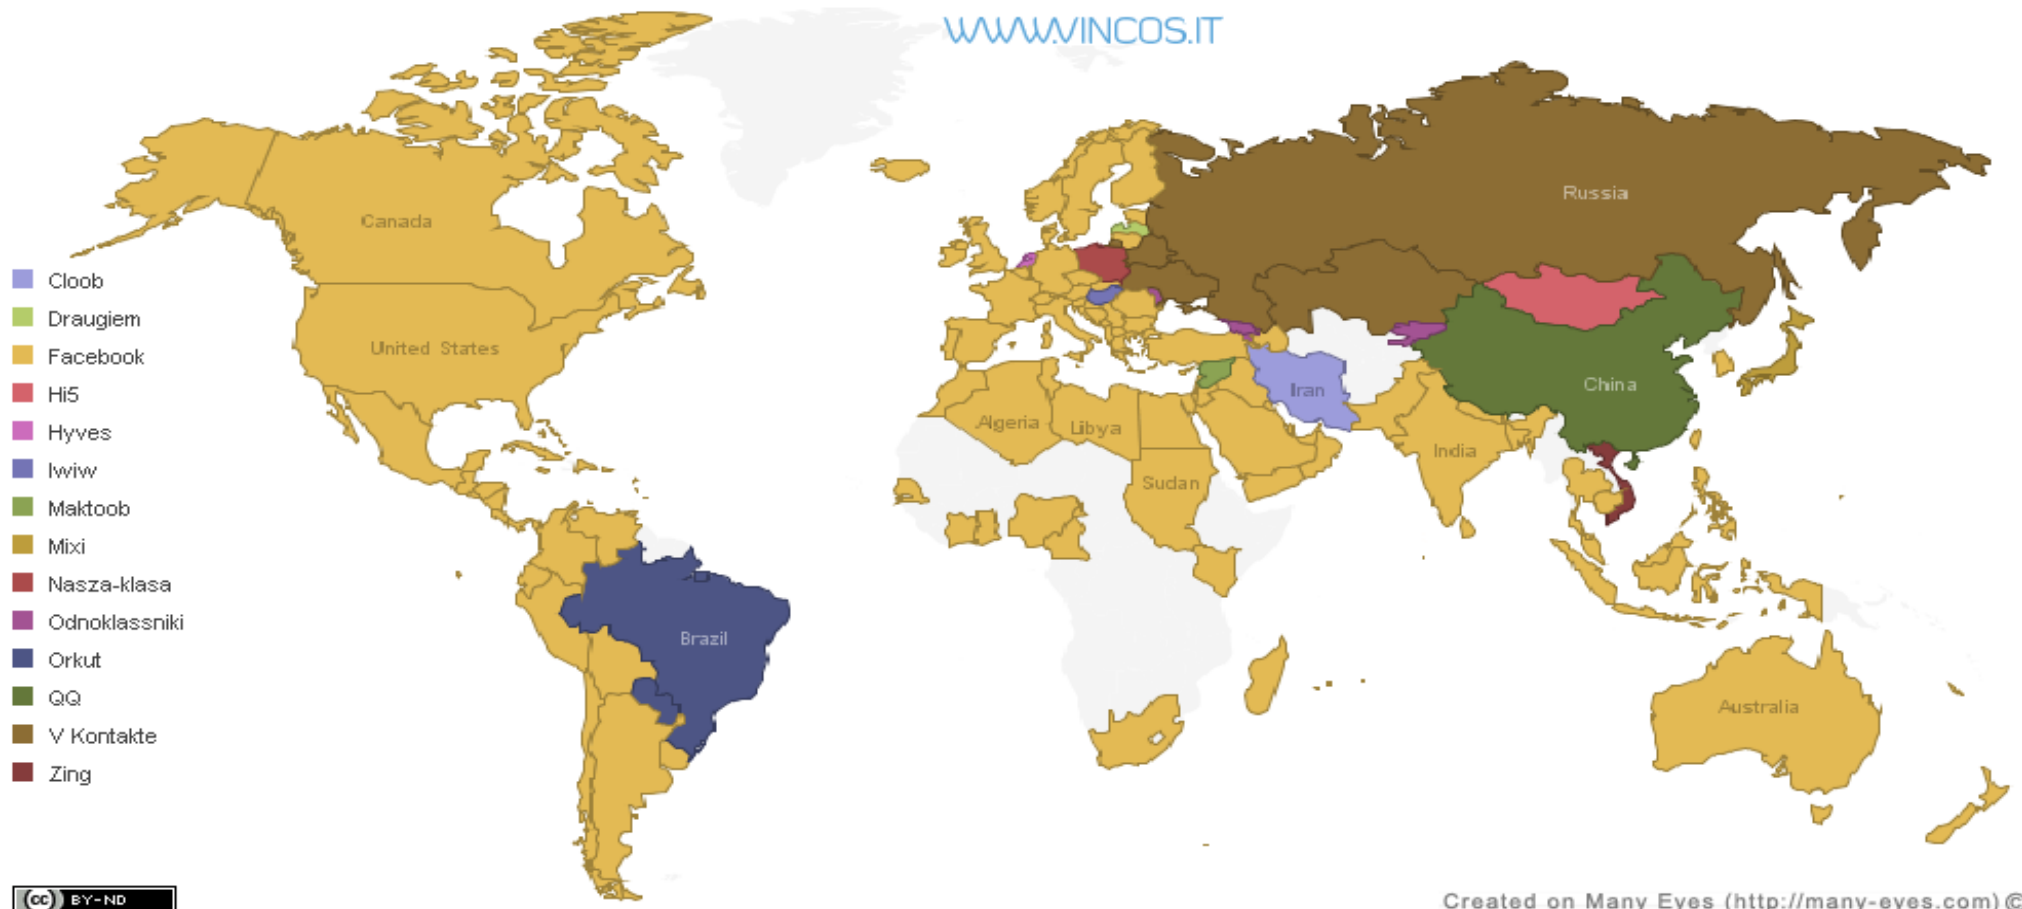 WWW.VINCOS.IT
Canada
Russia
United States
China
Iran
Algeria
Libya
India
Sudan
Brazil
Australia
Cloob
Draugiem
Facebook
Hi5
Hyves
Iwiw
Maktoob
Mixi
Nasza-klasa
Odnoklassniki
Orkut
QQ
V Kontakte
Zing
cc BY-ND
Created on Many Eyes (http://many-eyes.com) ©